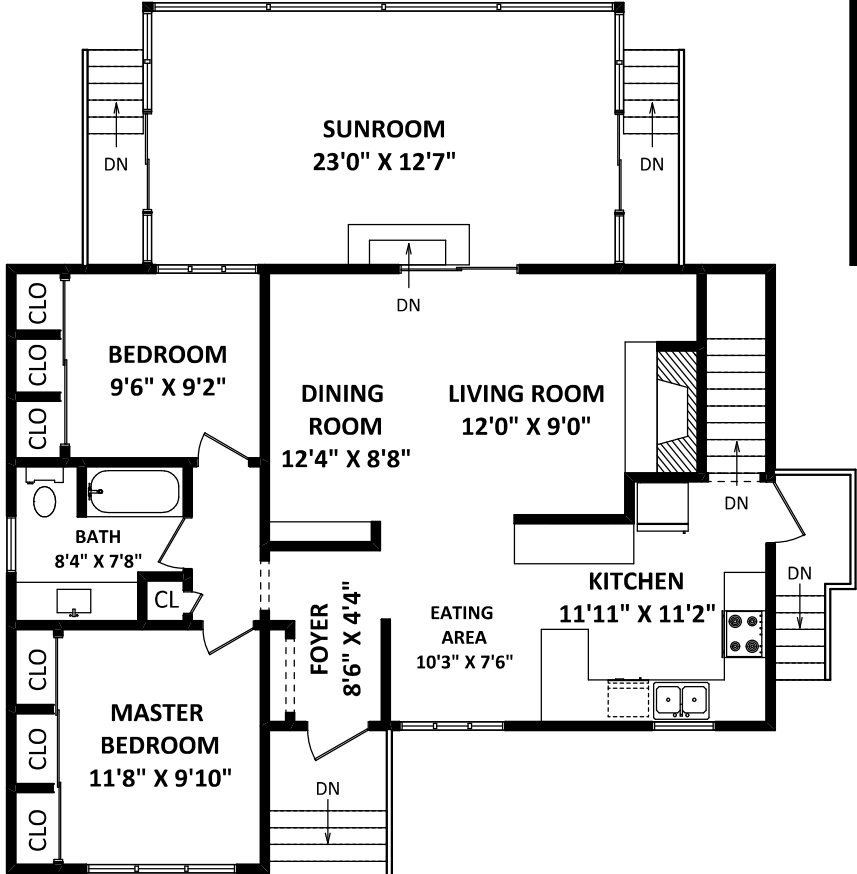 SUNROOM
23'0" X 12'7"
DN
DN
DN
CLO
CLO
CLO
BEDROOM
9'6" X 9'2"
DINING
ROOM
12'4" X 8'8"
LIVING ROOM
12'0" X 9'0"
DN
BATH
8'4" X 7'8"
CL
FOYER
8'6" X 4'4"
EATING
AREA
10'3" X 7'6"
KITCHEN
11'11" X 11'2"
DN
CLO
CLO
CLO
MASTER
BEDROOM
11'8" X 9'10"
DN